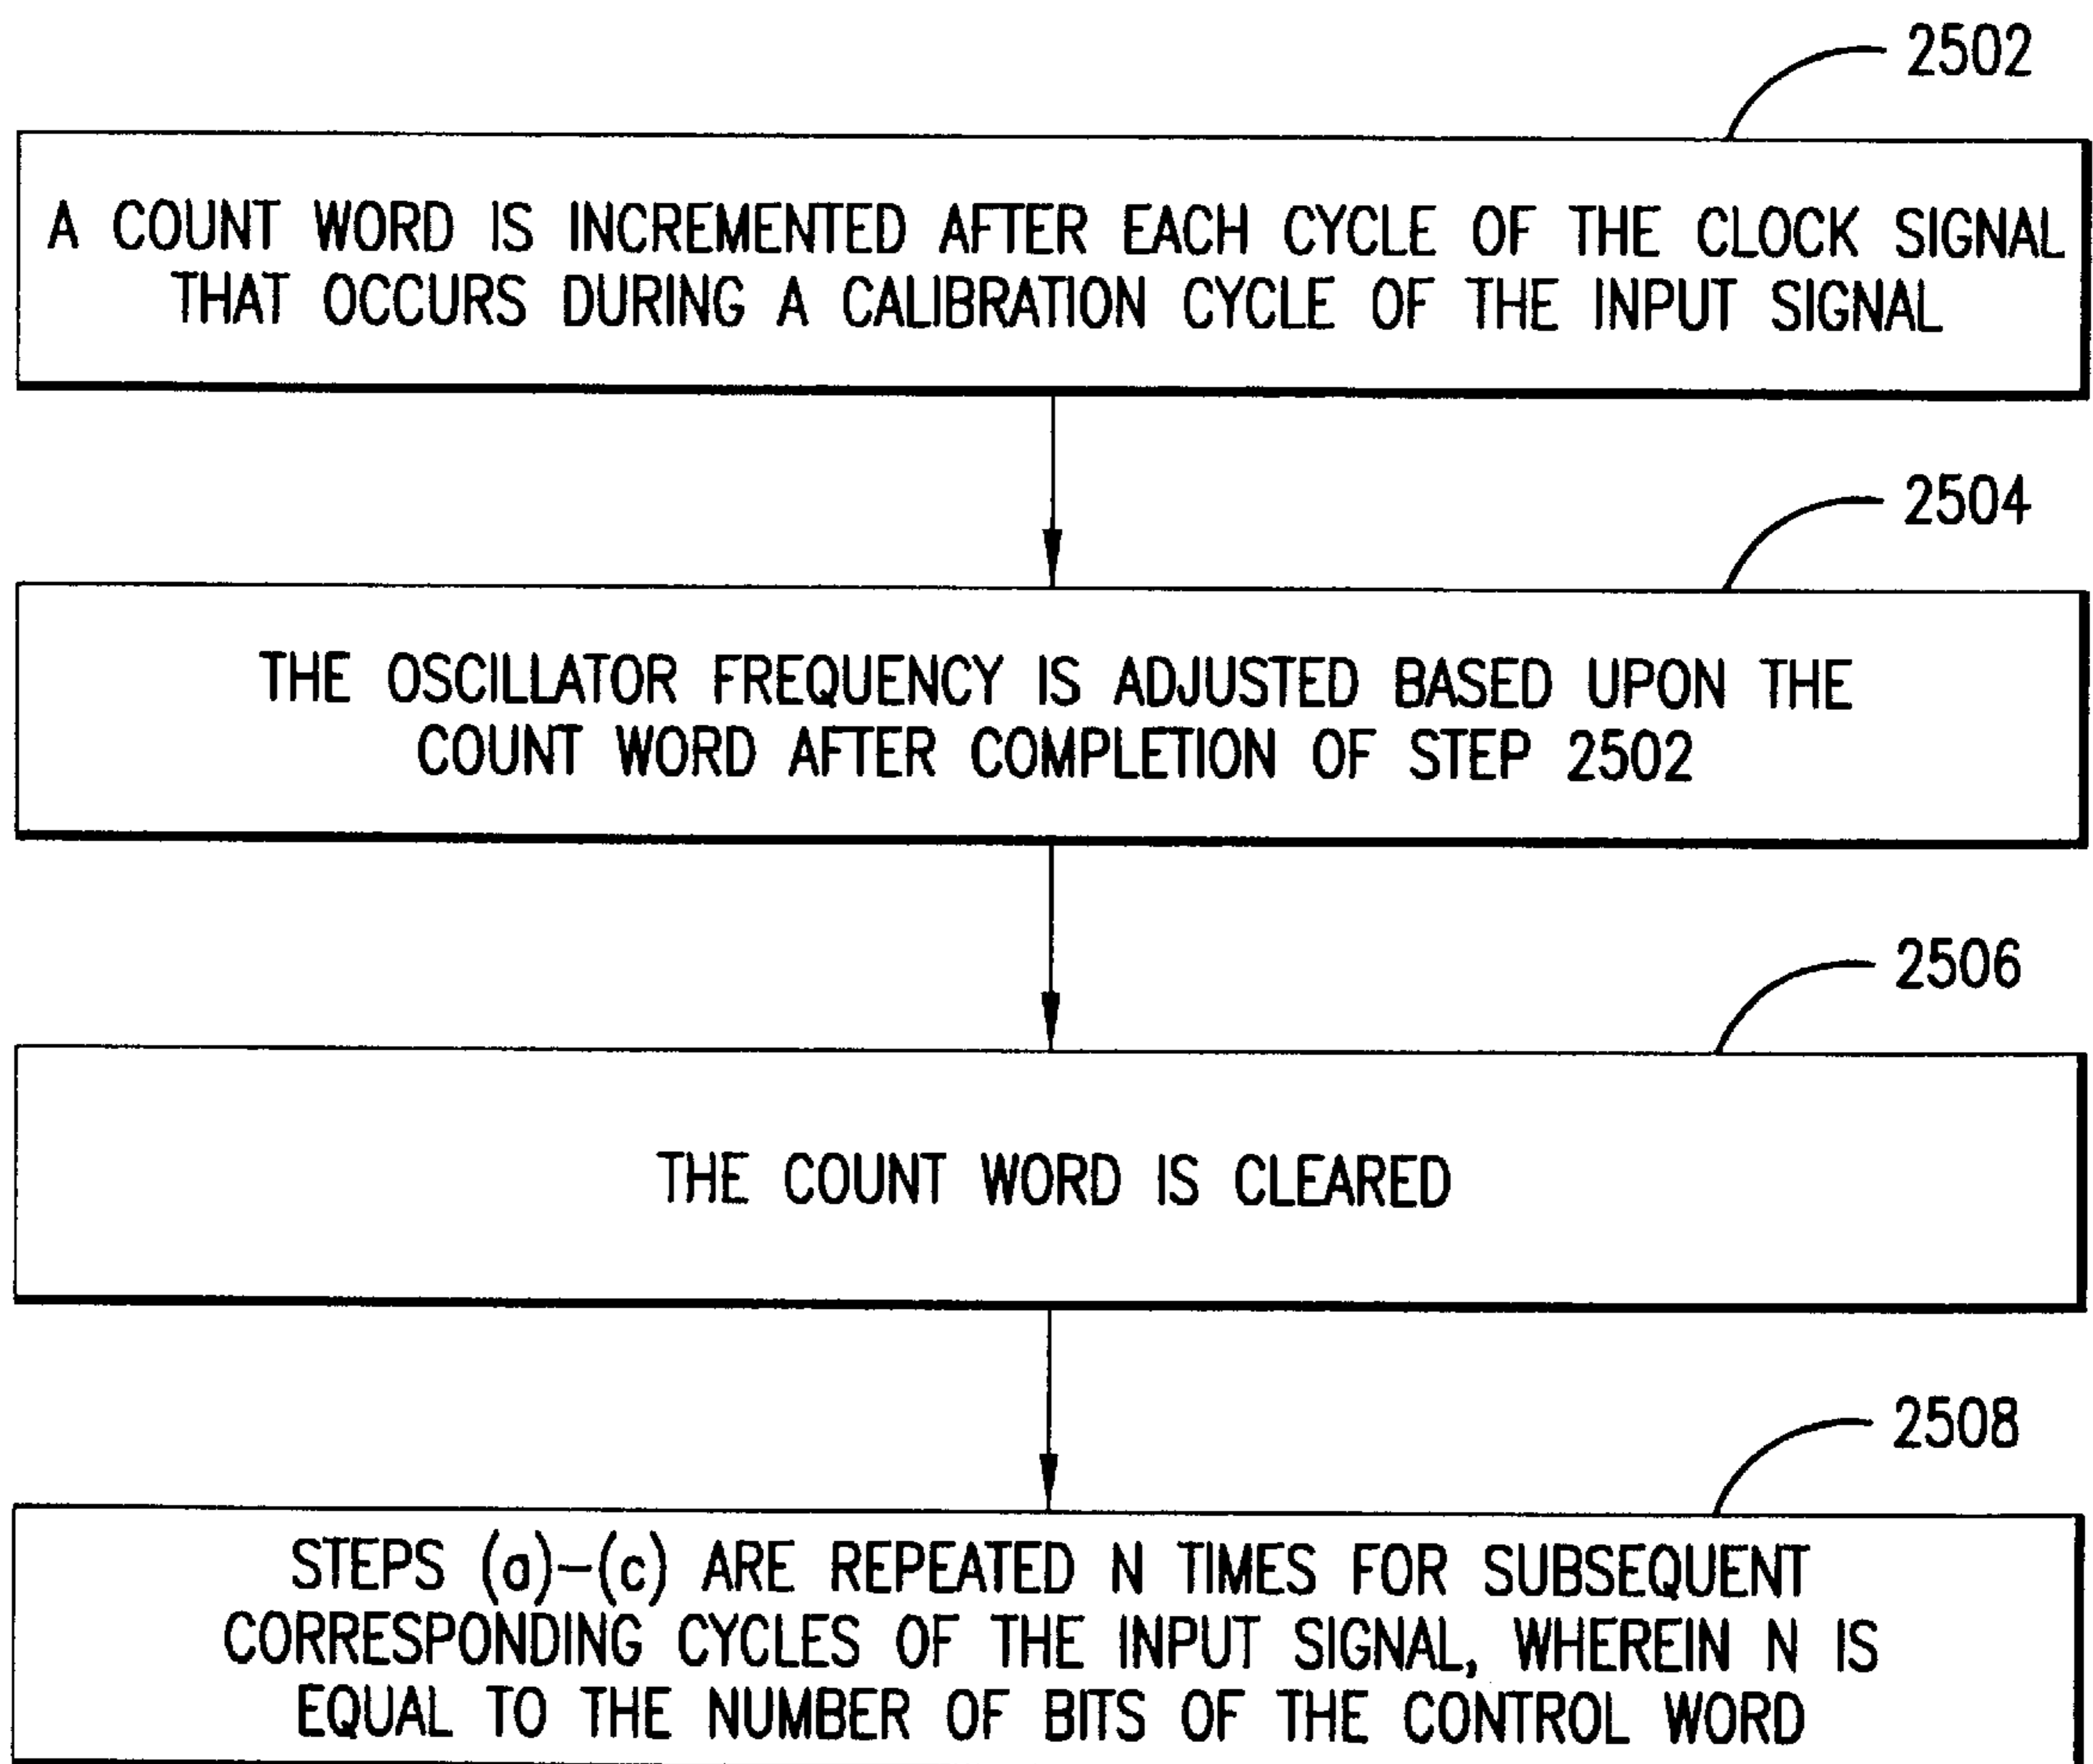 2502
A COUNT WORD IS INCREMENTED AFTER EACH CYCLE OF THE CLOCK SIGNAL
THAT OCCURS DURING A CALIBRATION CYCLE OF THE INPUT SIGNAL
2504
THE OSCILLATOR FREQUENCY IS ADJUSTED BASED UPON THE
COUNT WORD AFTER COMPLETION OF STEP 2502
2506
THE COUNT WORD IS CLEARED
2508
STEPS (a)-(c) ARE REPEATED N TIMES FOR SUBSEQUENT
CORRESPONDING CYCLES OF THE INPUT SIGNAL, WHEREIN N IS
EQUAL TO THE NUMBER OF BITS OF THE CONTROL WORD